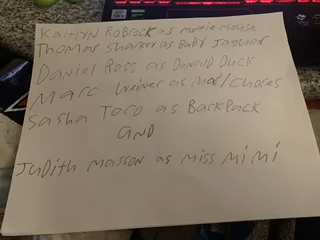 Kaitlyn Robrock as minnie mouse
Thomas Sharkey as Baby Jaguar
Daniel Ross as Donald Duck
Marc Weiner as Map/Chores
Sasha Toro as BackPack
and
Judith Masson as Miss Mimi